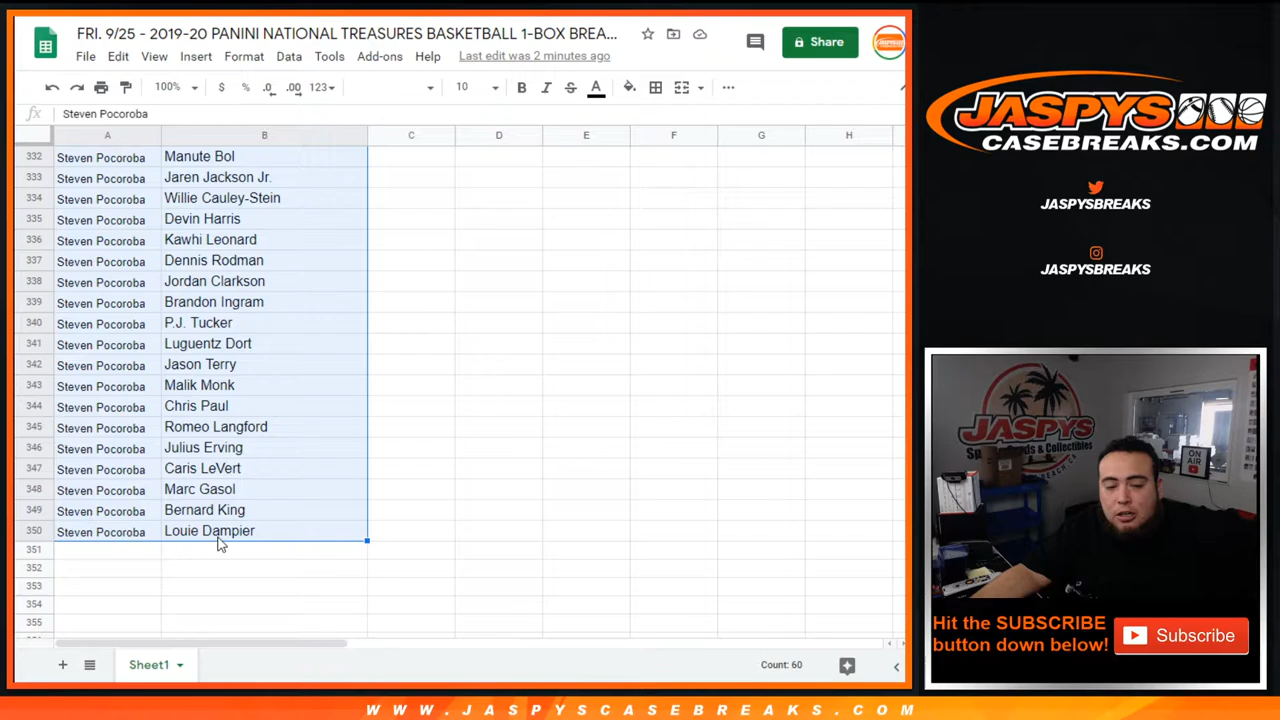 FRI. 9/25 - 2019-20 PANINI NATIONAL TREASURES BASKETBALL 1-BOX BREA...
Share
File Edit View Insert Format Data Tools Add-ons Help Last edit was 2 minutes ago
100% $ % .0 .00 123 10 B I S A
fx Steven Pocoroba
A B C D E F G H
332 Steven Pocoroba Manute Bol
333 Steven Pocoroba Jaren Jackson Jr.
334 Steven Pocoroba Willie Cauley-Stein
335 Steven Pocoroba Devin Harris
336 Steven Pocoroba Kawhi Leonard
337 Steven Pocoroba Dennis Rodman
338 Steven Pocoroba Jordan Clarkson
339 Steven Pocoroba Brandon Ingram
340 Steven Pocoroba P.J. Tucker
341 Steven Pocoroba Luguentz Dort
342 Steven Pocoroba Jason Terry
343 Steven Pocoroba Malik Monk
344 Steven Pocoroba Chris Paul
345 Steven Pocoroba Romeo Langford
346 Steven Pocoroba Julius Erving
347 Steven Pocoroba Caris LeVert
348 Steven Pocoroba Marc Gasol
349 Steven Pocoroba Bernard King
350 Steven Pocoroba Louie Dampier
351
352
353
354
355
Sheet1
Count: 60
JASPYS
CASEBREAKS.COM
JASPYSBREAKS
JASPYSBREAKS
JASPYS
ON AIR
Hit the SUBSCRIBE
button down below!
Subscribe
WWW.JASPYSCASEBREAKS.COM